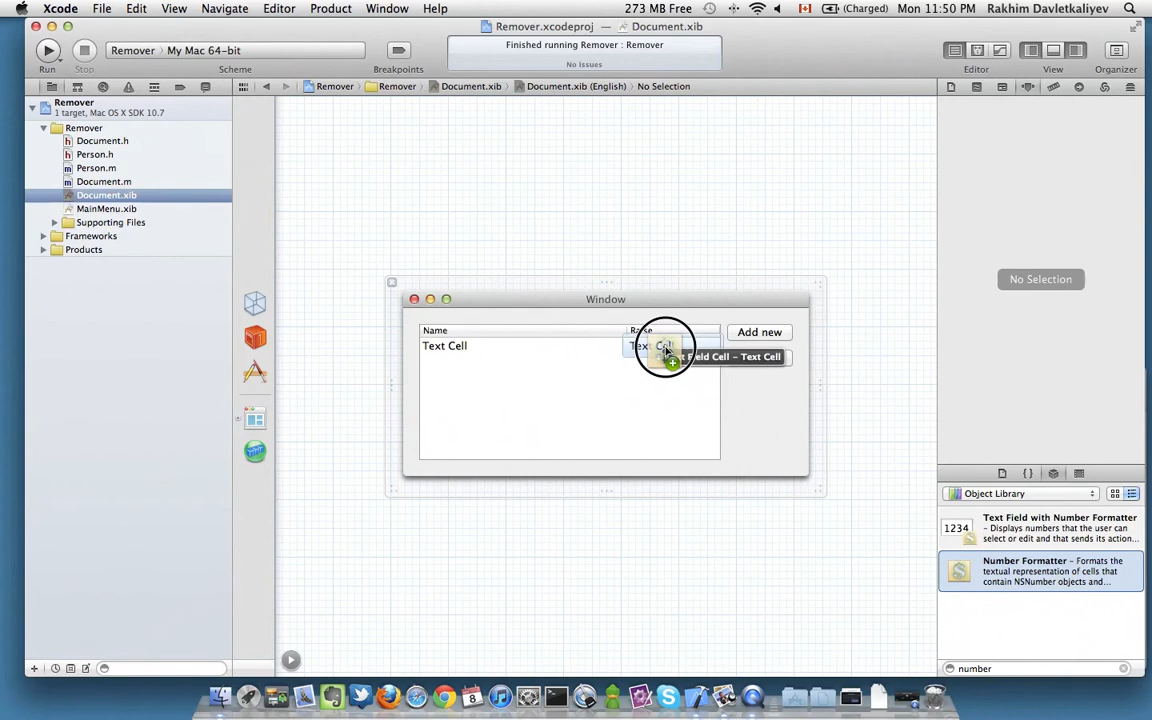 Xcode File Edit View Navigate Editor Product Window Help 273 MB Free (Charged) Mon 11:50 PM Rakhim Davletkaliyev
Remover.xcodeproj — Document.xib
Remover My Mac 64-bit
Finished running Remover : Remover
No Issues
Run Stop Scheme Breakpoints Editor View Organizer
Remover
1 target, Mac OS X SDK 10.7
Remover Remover Document.xib Document.xib (English) No Selection
Remover
Document.h
Person.h
Person.m
Document.m
Document.xib
MainMenu.xib
Supporting Files
Frameworks
Products
No Selection
Window
Name
Add new
Text Cell
Text Cell
Field Cell – Text Cell
Object Library
1234
Text Field with Number Formatter
– Displays numbers that the user can
select or edit and that sends its action...
Number Formatter – Formats the
textual representation of cells that
contain NSNumber objects and...
number
8